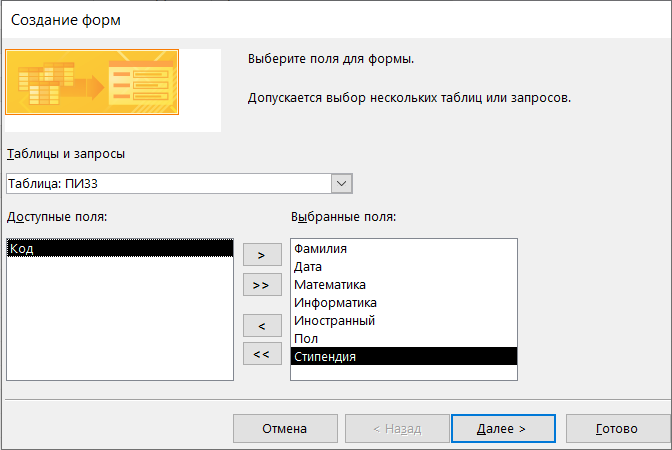 Создание форм
Выберите поля для формы.
Допускается выбор нескольких таблиц или запросов.
Таблицы и запросы
Таблица: ПИ33
Доступные поля:
Выбранные поля:
Код
>
>>
<
<<
Фамилия
Дата
Математика
Информатика
Иностранный
Пол
Стипендия
Отмена
< Назад
Далее >
Готово